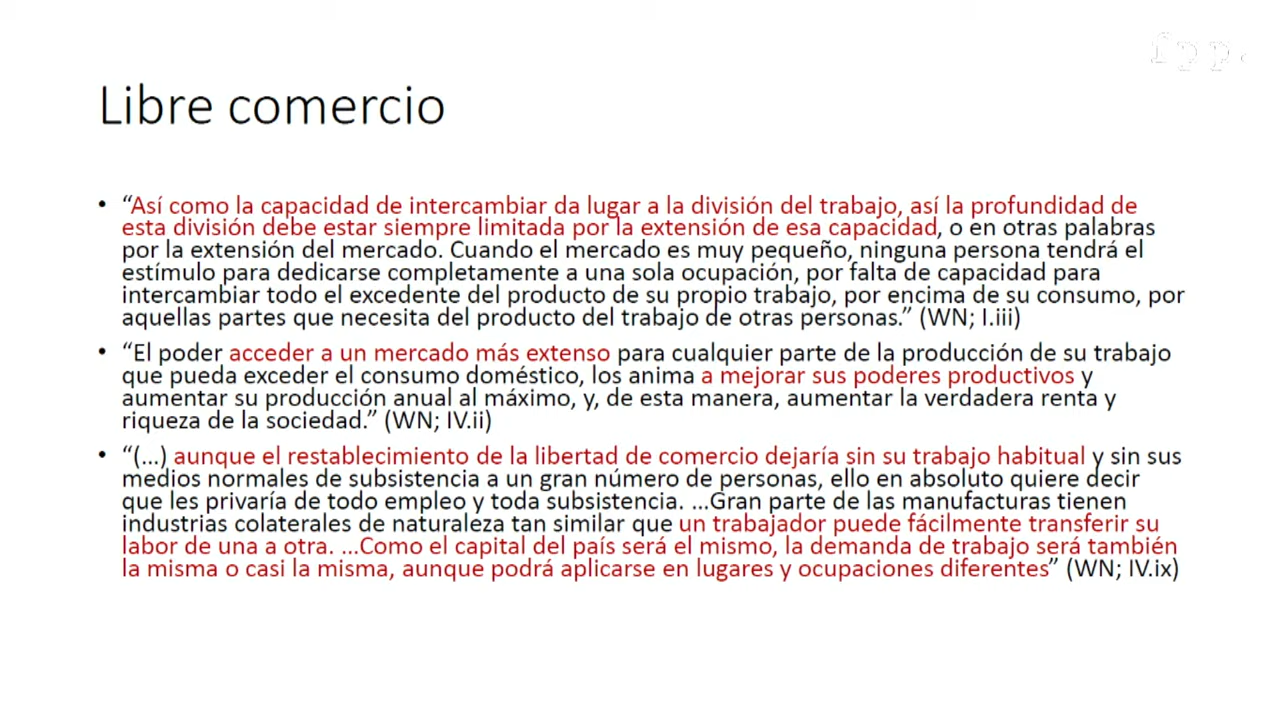 fpp.
Libre comercio
• “Así como la capacidad de intercambiar da lugar a la división del trabajo, así la profundidad de
esta división debe estar siempre limitada por la extensión de esa capacidad, o en otras palabras
por la extensión del mercado. Cuando el mercado es muy pequeño, ninguna persona tendrá el
estímulo para dedicarse completamente a una sola ocupación, por falta de capacidad para
intercambiar todo el excedente del producto de su propio trabajo, por encima de su consumo, por
aquellas partes que necesita del producto del trabajo de otras personas.” (WN; I.iii)
• “El poder acceder a un mercado más extenso para cualquier parte de la producción de su trabajo
que pueda exceder el consumo doméstico, los anima a mejorar sus poderes productivos y
aumentar su producción anual al máximo, y, de esta manera, aumentar la verdadera renta y
riqueza de la sociedad.” (WN; IV.ii)
• “(...) aunque el restablecimiento de la libertad de comercio dejaría sin su trabajo habitual y sin sus
medios normales de subsistencia a un gran número de personas, ello en absoluto quiere decir
que les privaría de todo empleo y toda subsistencia. ...Gran parte de las manufacturas tienen
industrias colaterales de naturaleza tan similar que un trabajador puede fácilmente transferir su
labor de una a otra. ...Como el capital del país será el mismo, la demanda de trabajo será también
la misma o casi la misma, aunque podrá aplicarse en lugares y ocupaciones diferentes” (WN; IV.ix)